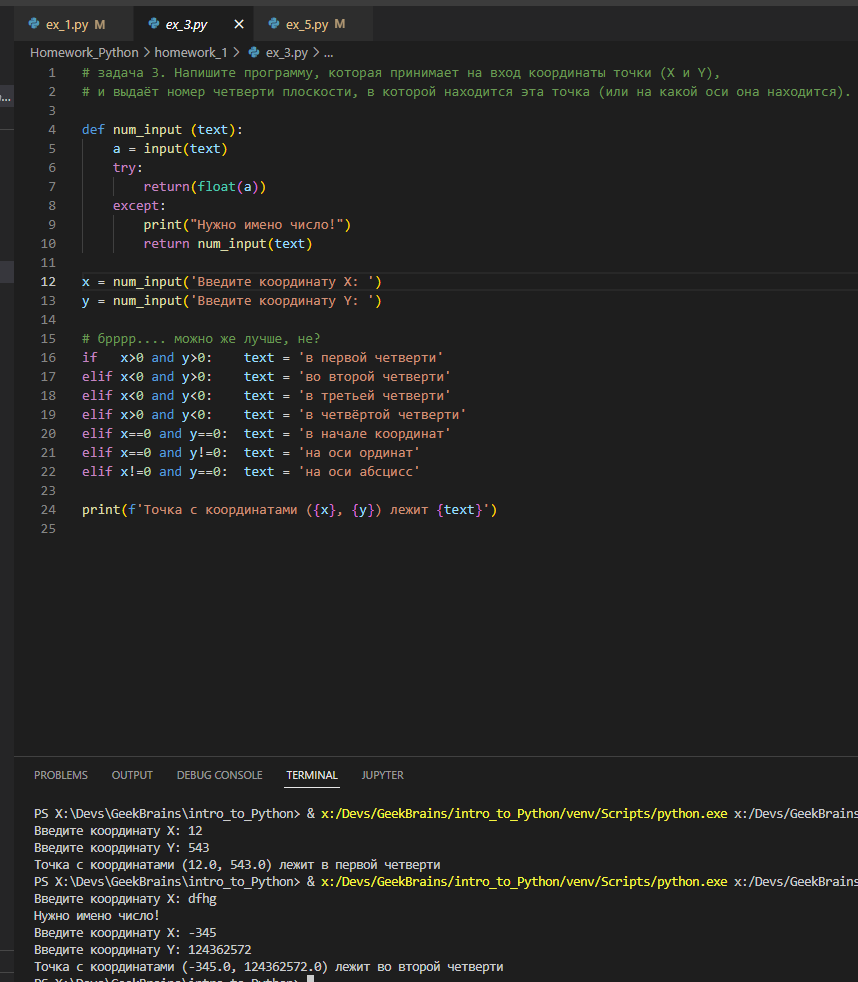 ex_1.py M ex_3.py × ex_5.py M
Homework_Python > homework_1 > ex_3.py > ...
1 # задача 3. Напишите программу, которая принимает на вход координаты точки (X и Y),
2 # и выдаёт номер четверти плоскости, в которой находится эта точка (или на какой оси она находится).
3
4 def num_input (text):
5     a = input(text)
6     try:
7         return(float(a))
8     except:
9         print("Нужно имено число!")
10         return num_input(text)
11
12 x = num_input('Введите координату X: ')
13 y = num_input('Введите координату Y: ')
14
15 # брррр.... можно же лучше, не?
16 if   x>0 and y>0:    text = 'в первой четверти'
17 elif x<0 and y>0:    text = 'во второй четверти'
18 elif x<0 and y<0:    text = 'в третьей четверти'
19 elif x>0 and y<0:    text = 'в четвёртой четверти'
20 elif x==0 and y==0:  text = 'в начале координат'
21 elif x==0 and y!=0:  text = 'на оси ординат'
22 elif x!=0 and y==0:  text = 'на оси абсцисс'
23
24 print(f'Точка с координатами ({x}, {y}) лежит {text}')
25
PROBLEMS OUTPUT DEBUG CONSOLE TERMINAL JUPYTER
PS X:\Devs\GeekBrains\intro_to_Python> & x:/Devs/GeekBrains/intro_to_Python/venv/Scripts/python.exe x:/Devs/GeekBrains
Введите координату X: 12
Введите координату Y: 543
Точка с координатами (12.0, 543.0) лежит в первой четверти
PS X:\Devs\GeekBrains\intro_to_Python> & x:/Devs/GeekBrains/intro_to_Python/venv/Scripts/python.exe x:/Devs/GeekBrains
Введите координату X: dfhg
Нужно имено число!
Введите координату X: -345
Введите координату Y: 124362572
Точка с координатами (-345.0, 124362572.0) лежит во второй четверти
PS X:\Devs\GeekBrains\intro_to_Python>